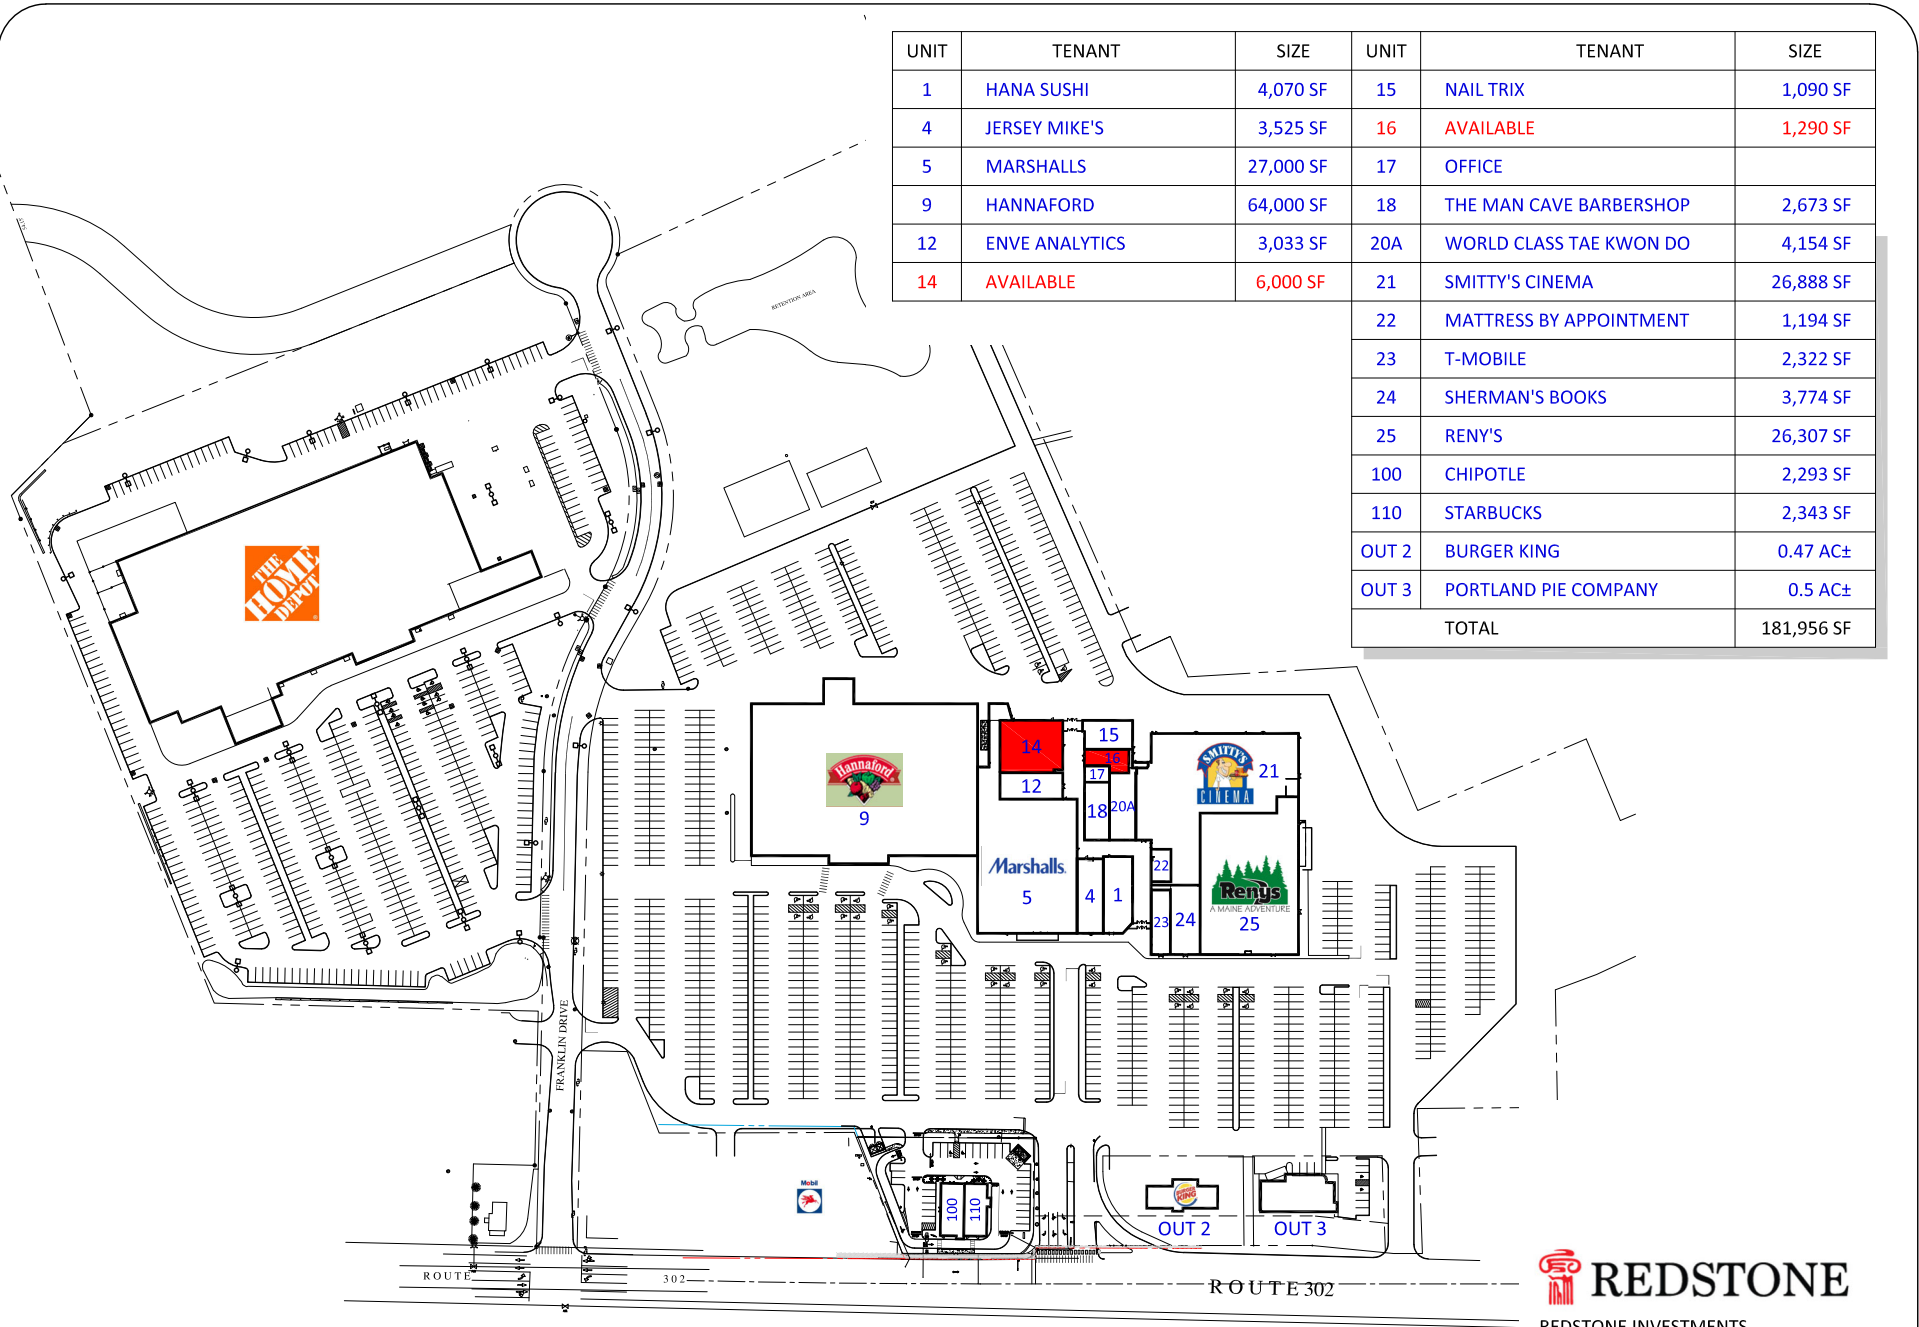 UNIT TENANT SIZE UNIT TENANT SIZE
1 HANA SUSHI 4,070 SF 15 NAIL TRIX 1,090 SF
4 JERSEY MIKE'S 3,525 SF 16 AVAILABLE 1,290 SF
5 MARSHALLS 27,000 SF 17 OFFICE
9 HANNAFORD 64,000 SF 18 THE MAN CAVE BARBERSHOP 2,673 SF
12 ENVE ANALYTICS 3,033 SF 20A WORLD CLASS TAE KWON DO 4,154 SF
14 AVAILABLE 6,000 SF 21 SMITTY'S CINEMA 26,888 SF
22 MATTRESS BY APPOINTMENT 1,194 SF
23 T-MOBILE 2,322 SF
24 SHERMAN'S BOOKS 3,774 SF
25 RENY'S 26,307 SF
100 CHIPOTLE 2,293 SF
110 STARBUCKS 2,343 SF
OUT 2 BURGER KING 0.47 AC±
OUT 3 PORTLAND PIE COMPANY 0.5 AC±
TOTAL 181,956 SF
RETENTION AREA
THE
HOME
DEPOT
14
15
16
17
12
18
20A
Hannaford
9
SMITTY'S
CINEMA
21
Marshalls
5
4
1
22
23
24
Renys
A MAINE ADVENTURE
25
FRANKLIN DRIVE
Mobil
100
110
BURGER
KING
OUT 2
OUT 3
ROUTE 302
ROUTE 302
REDSTONE
REDSTONE INVESTMENTS